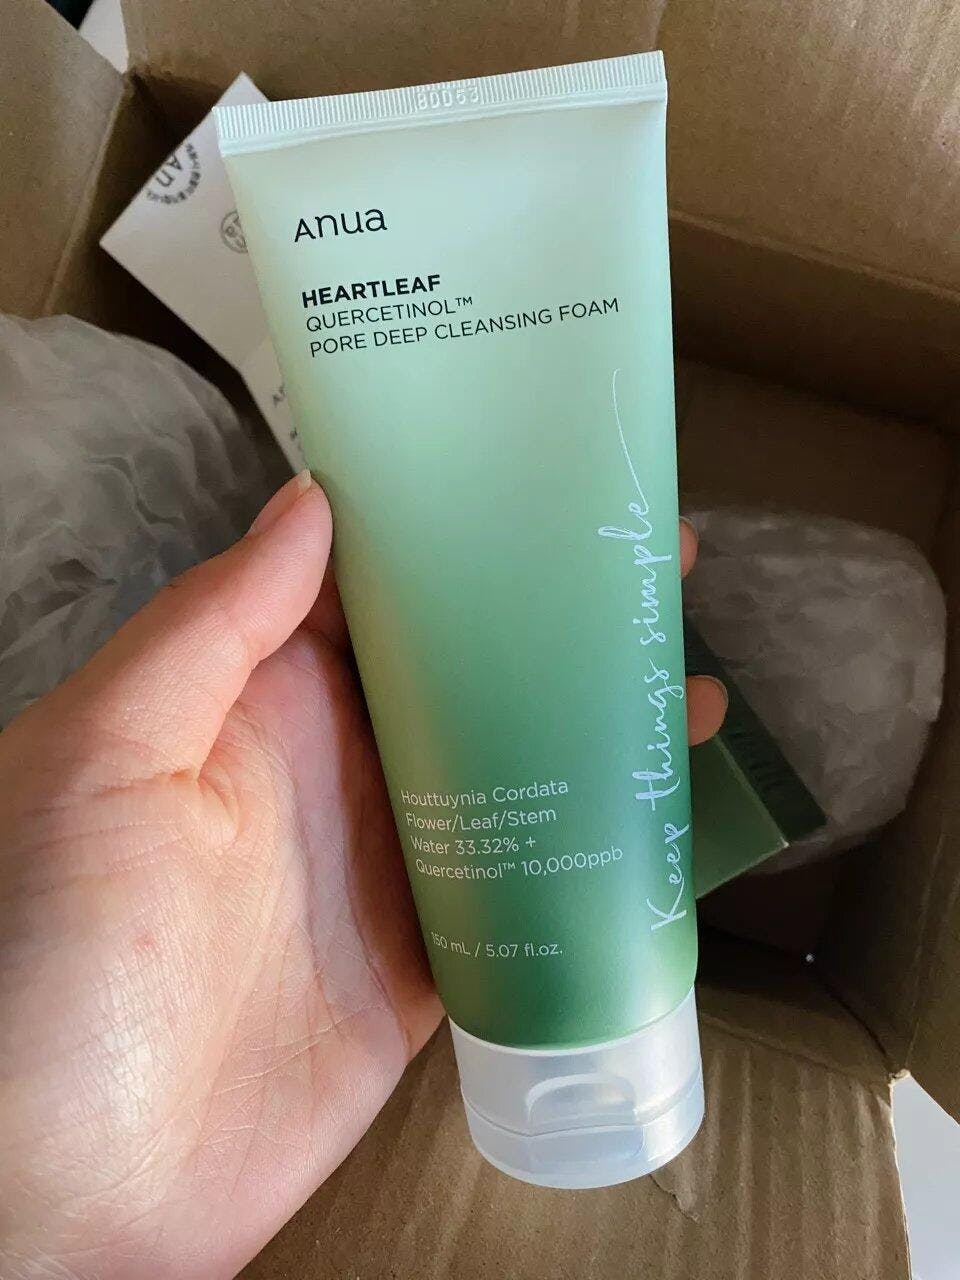 Anua
HEARTLEAF
QUERCETINOL™
PORE DEEP CLEANSING FOAM
Keep things simple
Houttuynia Cordata
Flower/Leaf/Stem
Water 33.32% +
Quercetinol™ 10,000ppb
150 mL / 5.07 fl.oz.